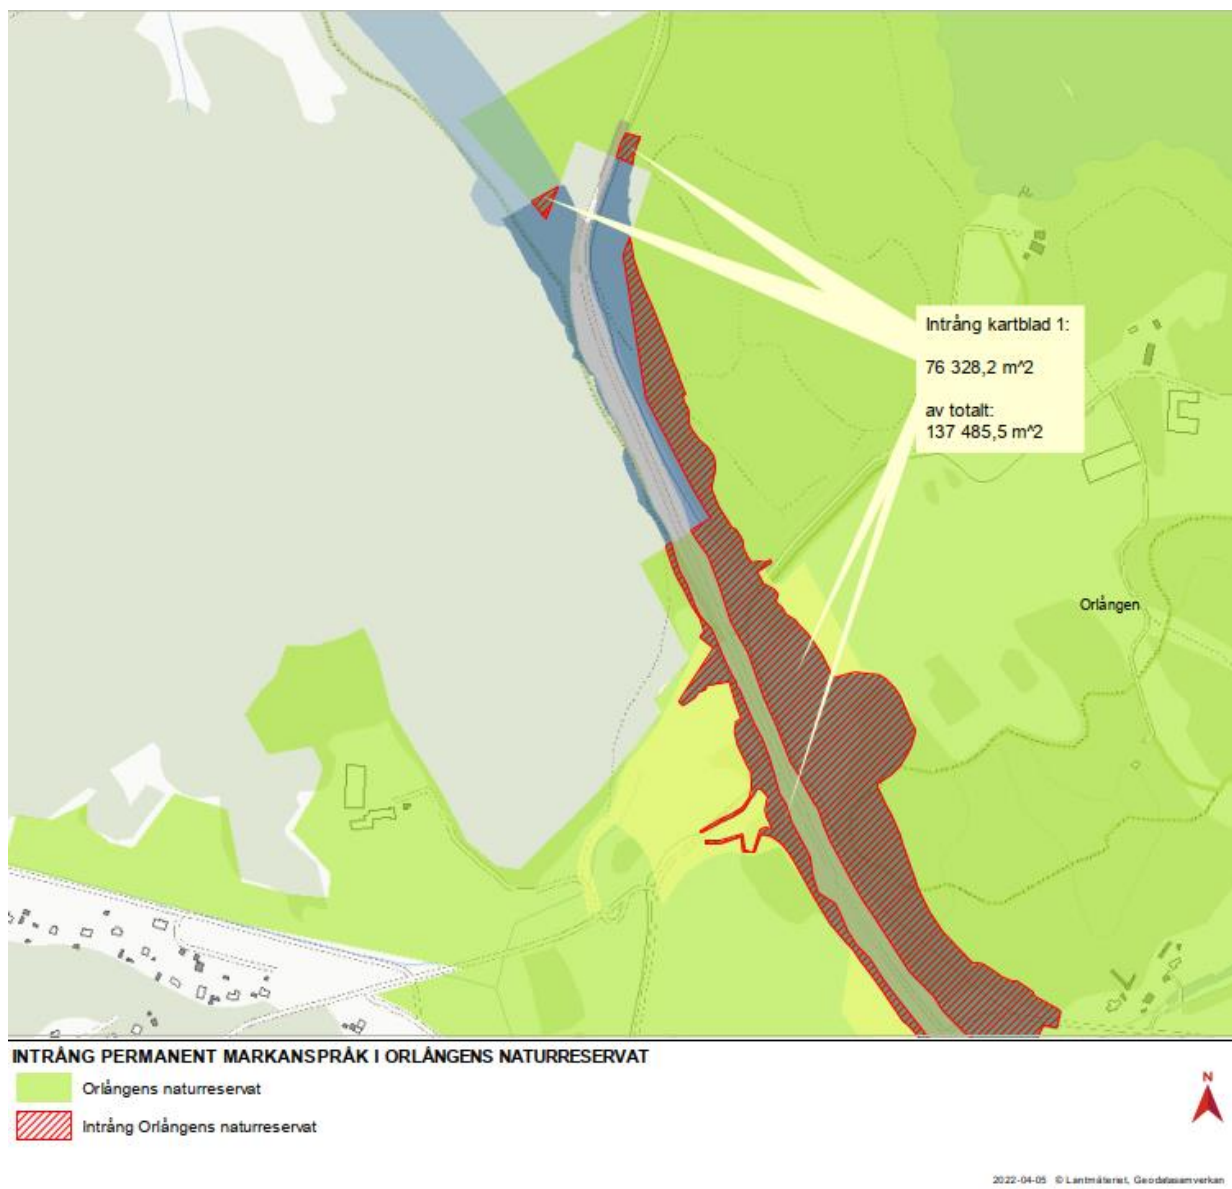 Intrång kartblad 1:
76 328,2 m^2
av totalt:
137 485,5 m^2
Orlången
INTRÅNG PERMANENT MARKANSPRÅK I ORLÅNGENS NATURRESERVAT
Orlångens naturreservat
Intrång Orlångens naturreservat
N
2022-04-05 © Lantmäteriet, Geodatasamverkan